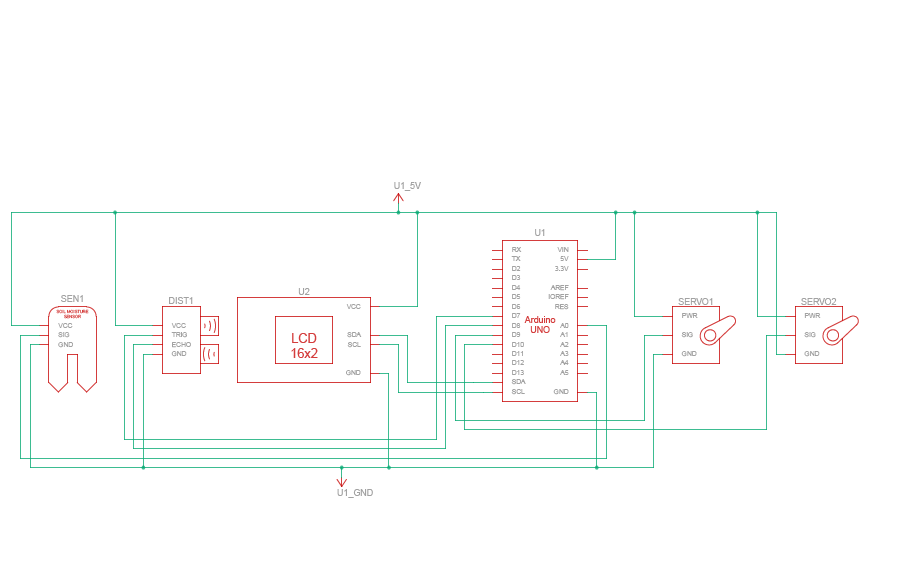 U1_5V
SEN1
SOIL MOISTURE
SENSOR
VCC
SIG
GND
DIST1
VCC
TRIG
ECHO
GND
U2
VCC
LCD
16x2
SDA
SCL
GND
U1
RX VIN
TX 5V
D2 3.3V
D3
D4 AREF
D5 IOREF
D6 RES
D7
Arduino
UNO
D8 A0
D9 A1
D10 A2
D11 A3
D12 A4
D13 A5
SDA
SCL GND
SERVO1
PWR
SIG
GND
SERVO2
PWR
SIG
GND
U1_GND